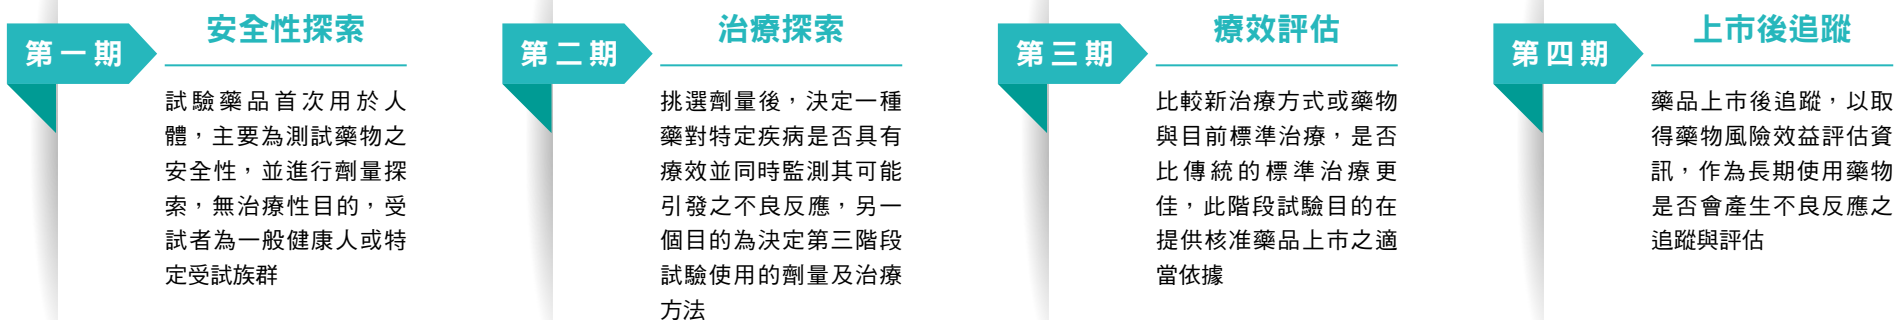 第一期
安全性探索
試驗藥品首次用於人
體，主要為測試藥物之
安全性，並進行劑量探
索，無治療性目的，受
試者為一般健康人或特
定受試族群
第二期
治療探索
挑選劑量後，決定一種
藥對特定疾病是否具有
療效並同時監測其可能
引發之不良反應，另一
個目的為決定第三階段
試驗使用的劑量及治療
方法
第三期
療效評估
比較新治療方式或藥物
與目前標準治療，是否
比傳統的標準治療更
佳，此階段試驗目的在
提供核准藥品上市之適
當依據
第四期
上市後追蹤
藥品上市後追蹤，以取
得藥物風險效益評估資
訊，作為長期使用藥物
是否會產生不良反應之
追蹤與評估